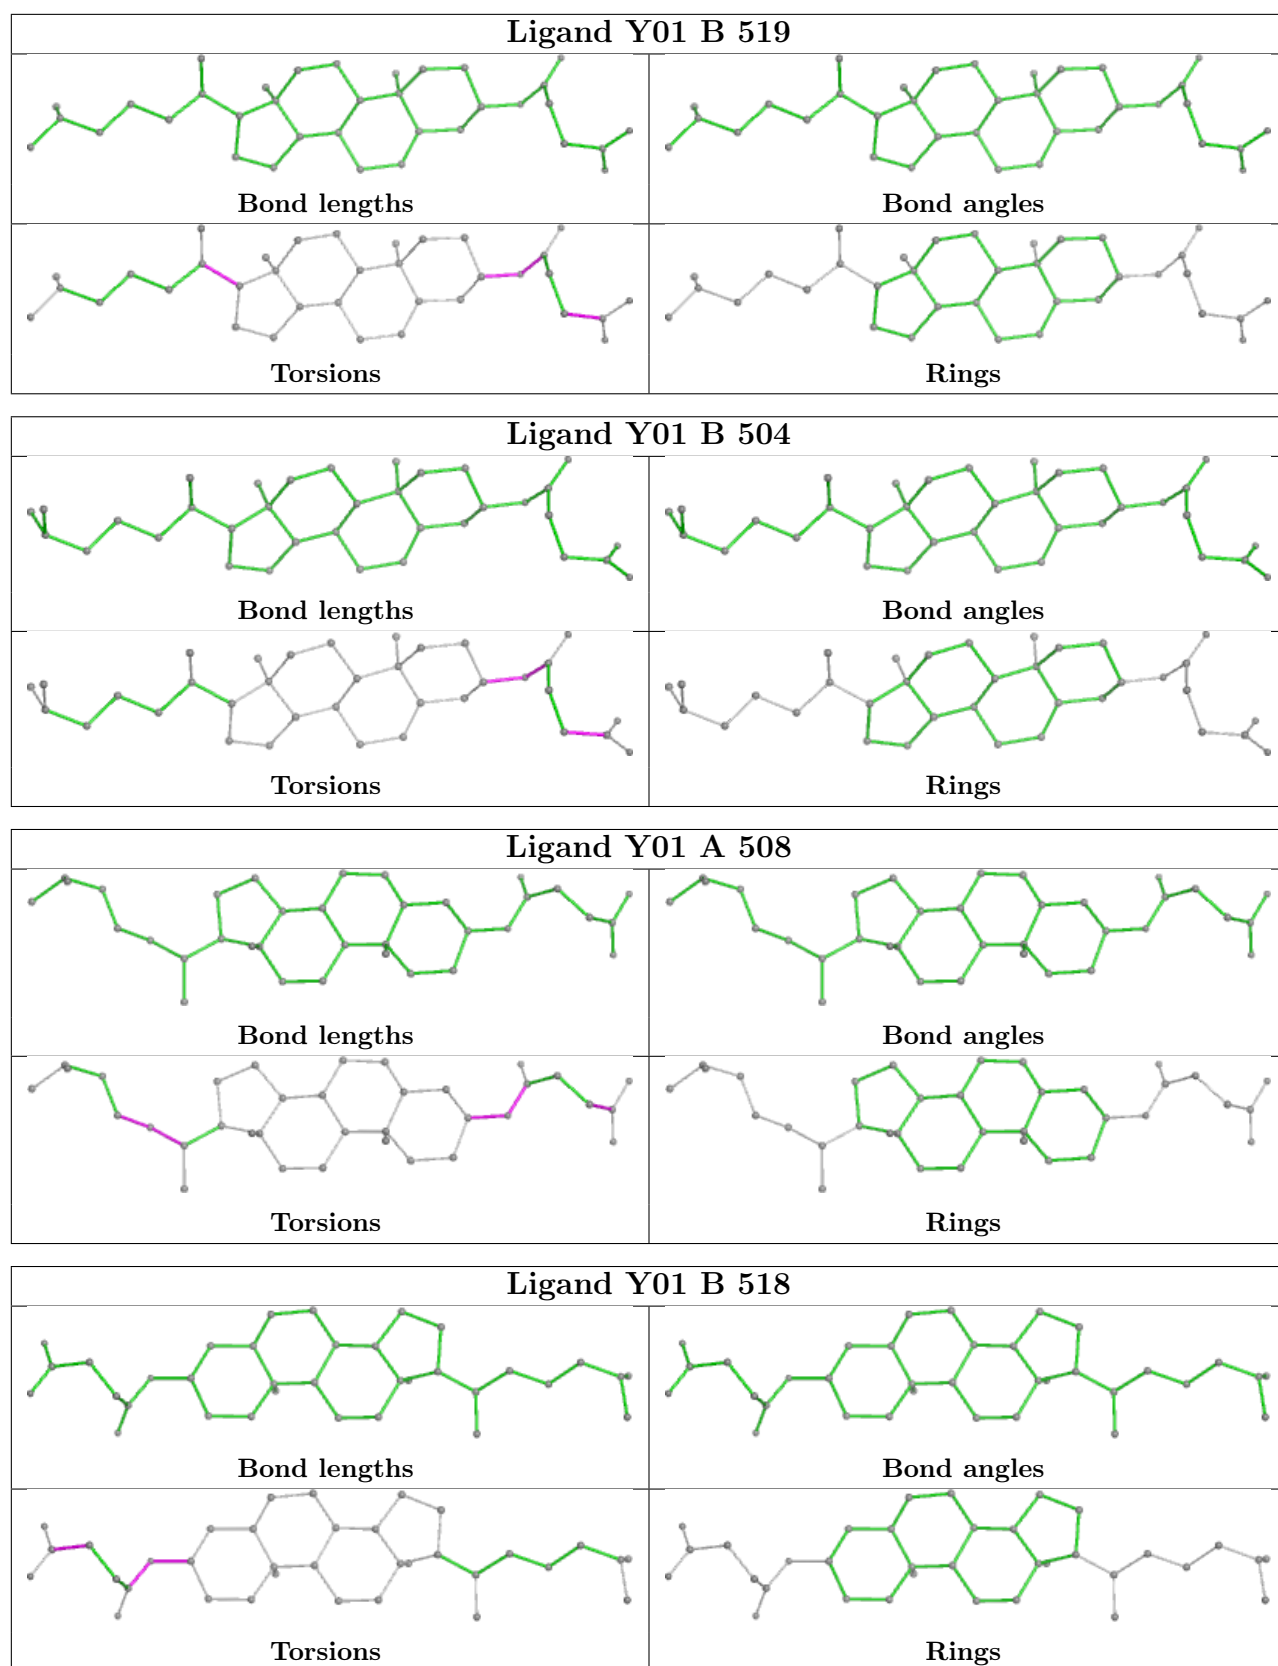 Ligand Y01 B 519
Bond lengths
Bond angles
Torsions
Rings
Ligand Y01 B 504
Bond lengths
Bond angles
Torsions
Rings
Ligand Y01 A 508
Bond lengths
Bond angles
Torsions
Rings
Ligand Y01 B 518
Bond lengths
Bond angles
Torsions
Rings